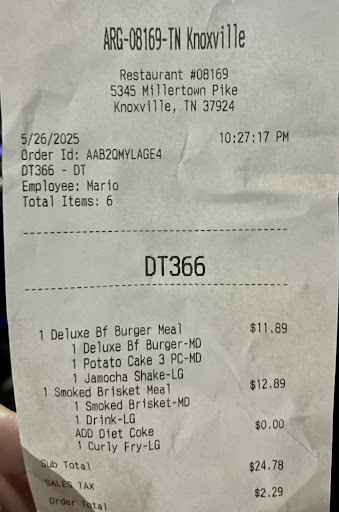 ARG-08169-TN Knoxville
Restaurant #08169
5345 Millertown Pike
Knoxville, TN 37924
5/26/2025 10:27:17 PM
Order Id: AAB2QMYLAGE4
DT366 - DT
Employee: Mario
Total Items: 6
DT366
1 Deluxe Bf Burger Meal $11.89
1 Deluxe Bf Burger-MD
1 Potato Cake 3 PC-MD
1 Jamocha Shake-LG
1 Smoked Brisket Meal $12.89
1 Smoked Brisket-MD
1 Drink-LG $0.00
ADD Diet Coke
1 Curly Fry-LG
Sub Total $24.78
SALES TAX $2.29
Order Total